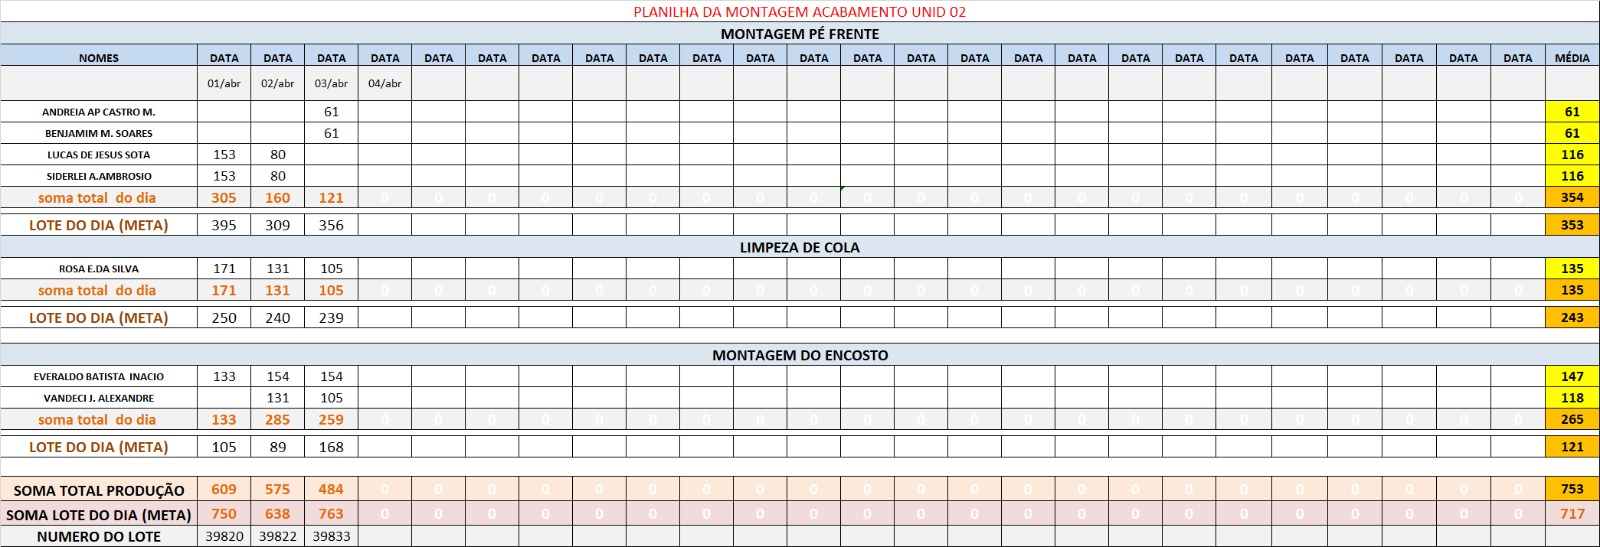 PLANILHA DA MONTAGEM ACABAMENTO UNID 02
MONTAGEM PÉ FRENTE
NOMES DATA DATA DATA DATA DATA DATA DATA DATA DATA DATA DATA DATA DATA DATA DATA DATA DATA DATA DATA DATA DATA DATA DATA DATA DATA MÉDIA
01/abr 02/abr 03/abr 04/abr
ANDREIA AP CASTRO M. 61 61
BENJAMIM M. SOARES 61 61
LUCAS DE JESUS SOTA 153 80 116
SIDERLEI A.AMBROSIO 153 80 116
soma total do dia 305 160 121 0 0 0 0 0 0 0 0 0 0 0 0 0 0 0 0 0 0 0 0 0 0 354
LOTE DO DIA (META) 395 309 356 353
LIMPEZA DE COLA
ROSA E.DA SILVA 171 131 105 135
soma total do dia 171 131 105 0 0 0 0 0 0 0 0 0 0 0 0 0 0 0 0 0 0 0 0 0 0 135
LOTE DO DIA (META) 250 240 239 243
MONTAGEM DO ENCOSTO
EVERALDO BATISTA INACIO 133 154 154 147
VANDECI J. ALEXANDRE 131 105 118
soma total do dia 133 285 259 0 0 0 0 0 0 0 0 0 0 0 0 0 0 0 0 0 0 0 0 0 0 265
LOTE DO DIA (META) 105 89 168 121
SOMA TOTAL PRODUÇÃO 609 575 484 0 0 0 0 0 0 0 0 0 0 0 0 0 0 0 0 0 0 0 0 0 0 753
SOMA LOTE DO DIA (META) 750 638 763 0 0 0 0 0 0 0 0 0 0 0 0 0 0 0 0 0 0 0 0 0 0 717
NUMERO DO LOTE 39820 39822 39833